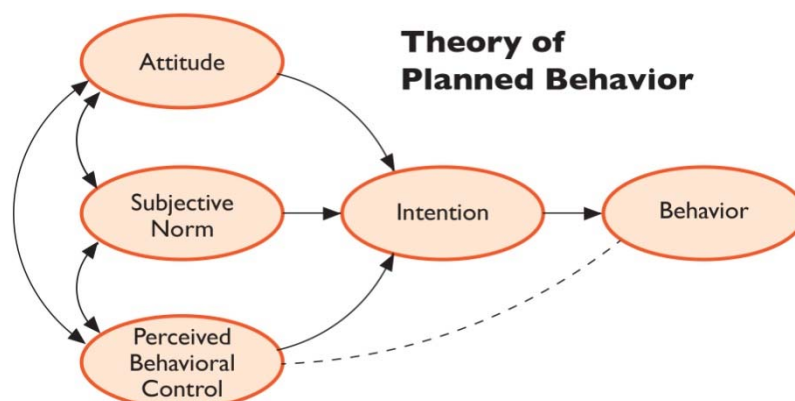 Theory of
Planned Behavior
Attitude
Subjective
Norm
Intention
Behavior
Perceived
Behavioral
Control